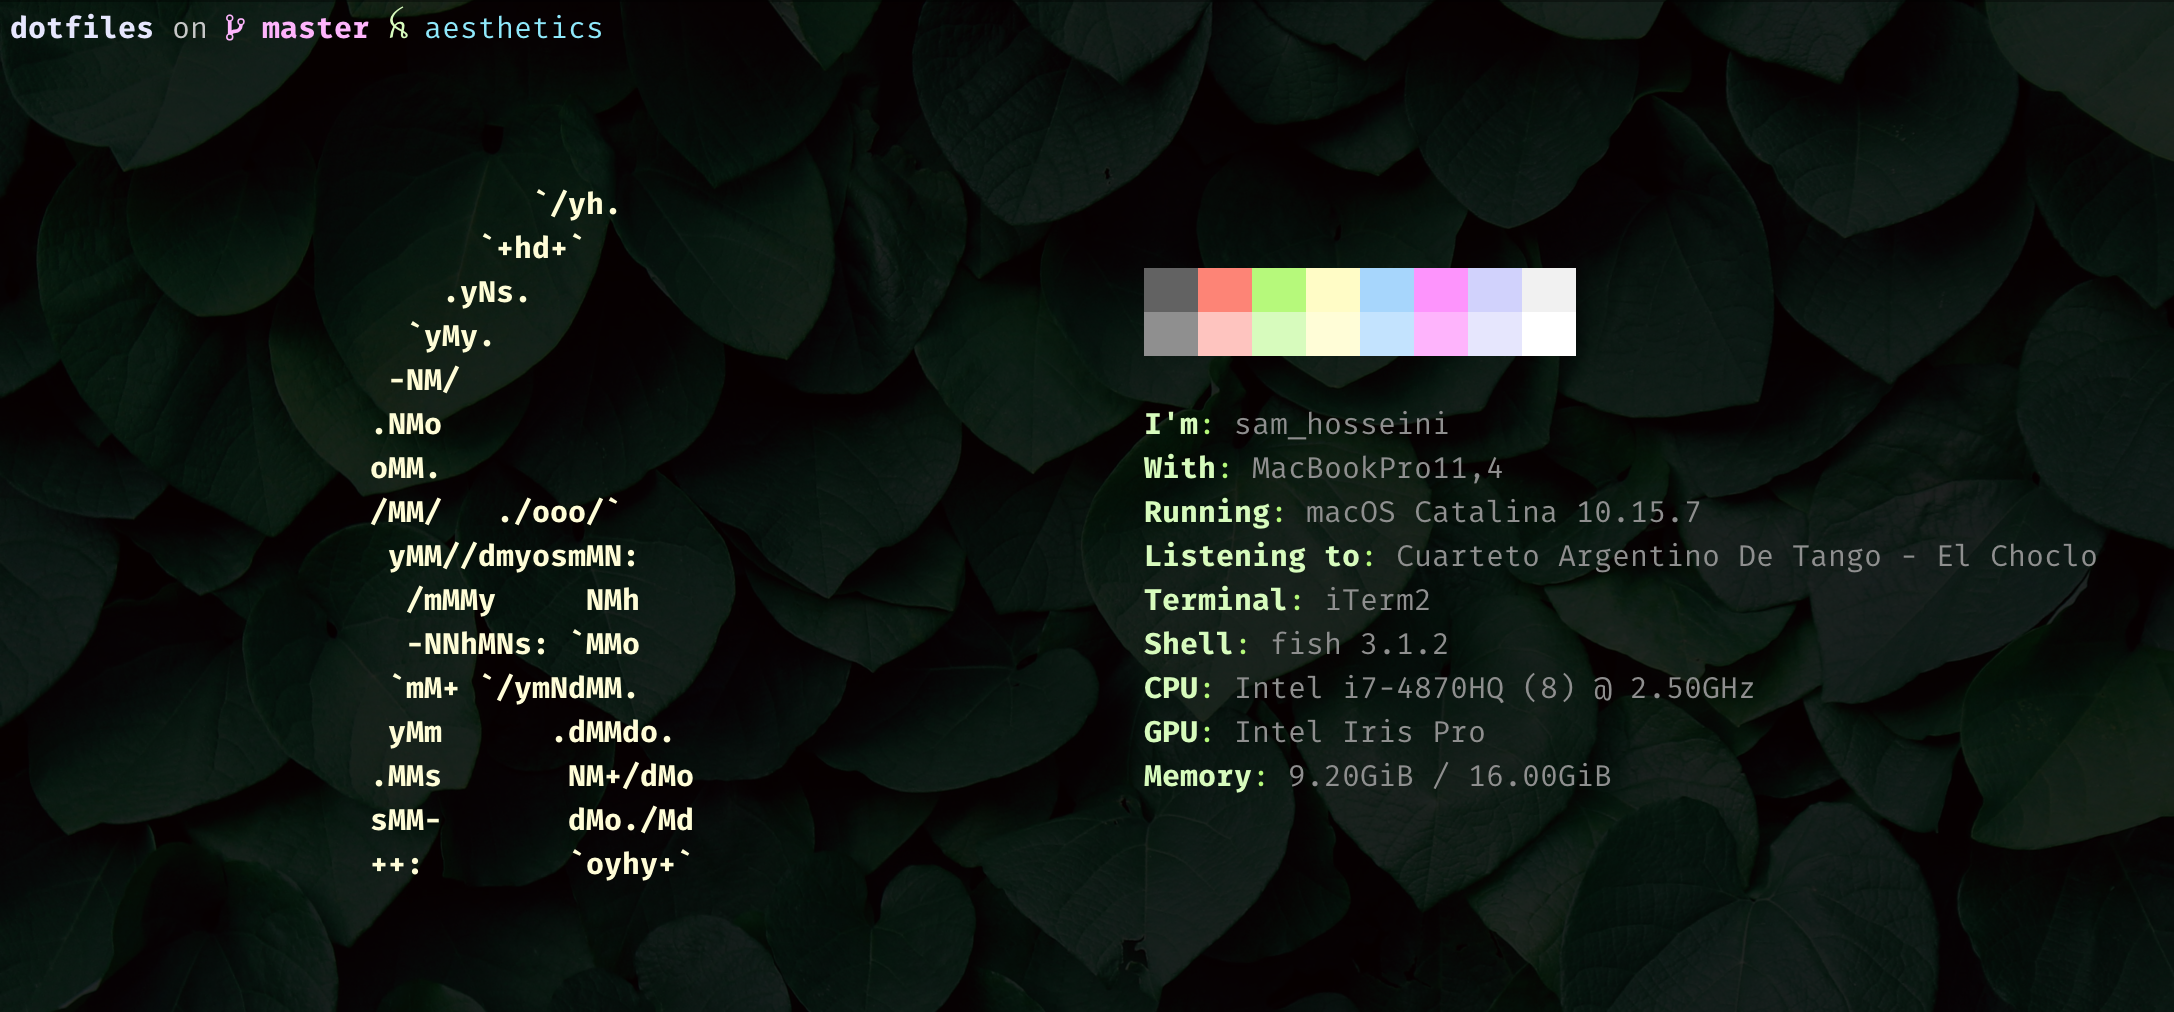 dotfiles on master aesthetics
`/yh.
`+hd+`
.yNs.
`yMy.
-NM/
.NMo
oMM.
/MM/   ./ooo/`
yMM//dmyosmMN:
/mMMy     NMh
-NNhMNs: `MMo
`mM+ `/ymNdMM.
yMm      .dMMdo.
.MMs       NM+/dMo
sMM-       dMo./Md
++:        `oyhy+`
I'm: sam_hosseini
With: MacBookPro11,4
Running: macOS Catalina 10.15.7
Listening to: Cuarteto Argentino De Tango - El Choclo
Terminal: iTerm2
Shell: fish 3.1.2
CPU: Intel i7-4870HQ (8) @ 2.50GHz
GPU: Intel Iris Pro
Memory: 9.20GiB / 16.00GiB